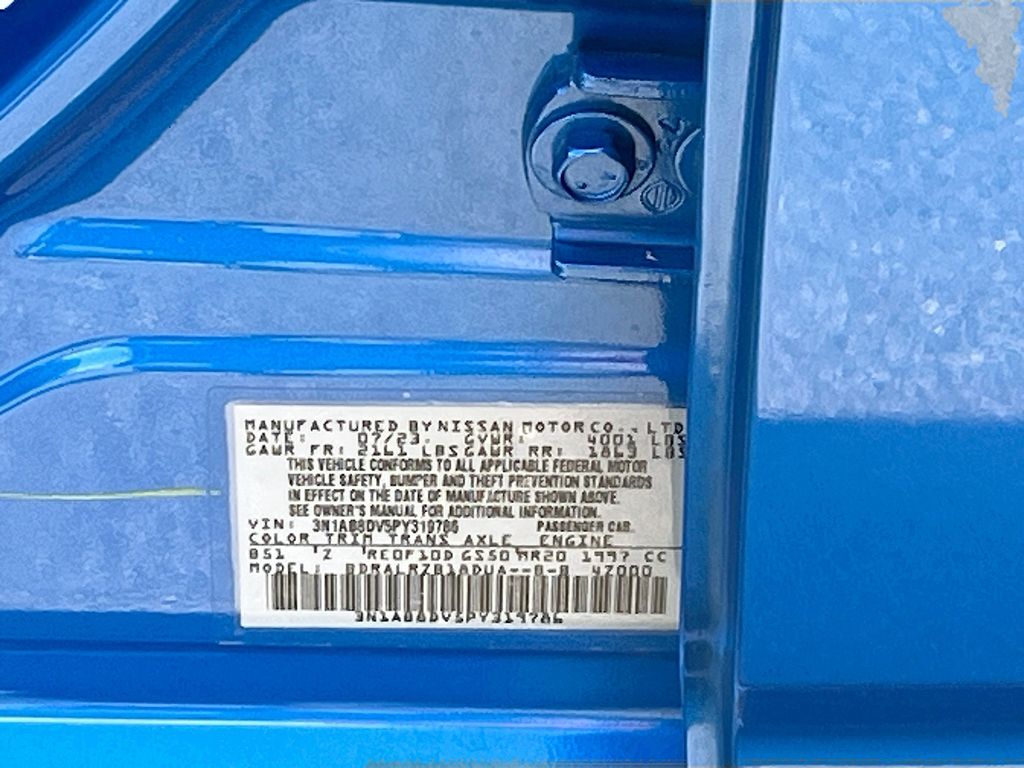 MANUFACTURED BY NISSAN MOTOR CO., LTD
DATE: 07/23. GVWR: 4001 LBS
GAWR FR: 2161 LBS GAWR RR: 1863 LBS
THIS VEHICLE CONFORMS TO ALL APPLICABLE FEDERAL MOTOR
VEHICLE SAFETY, BUMPER AND THEFT PREVENTION STANDARDS
IN EFFECT ON THE DATE OF MANUFACTURE SHOWN ABOVE.
SEE OWNER'S MANUAL FOR ADDITIONAL INFORMATION.
VIN: 3N1AB8DV5PY319786 PASSENGER CAR
COLOR TRIM TRANS AXLE ENGINE
B51 Z RE0F10D GS50 MR20 1997 CC
MODEL:
3N1AB8DV5PY319786